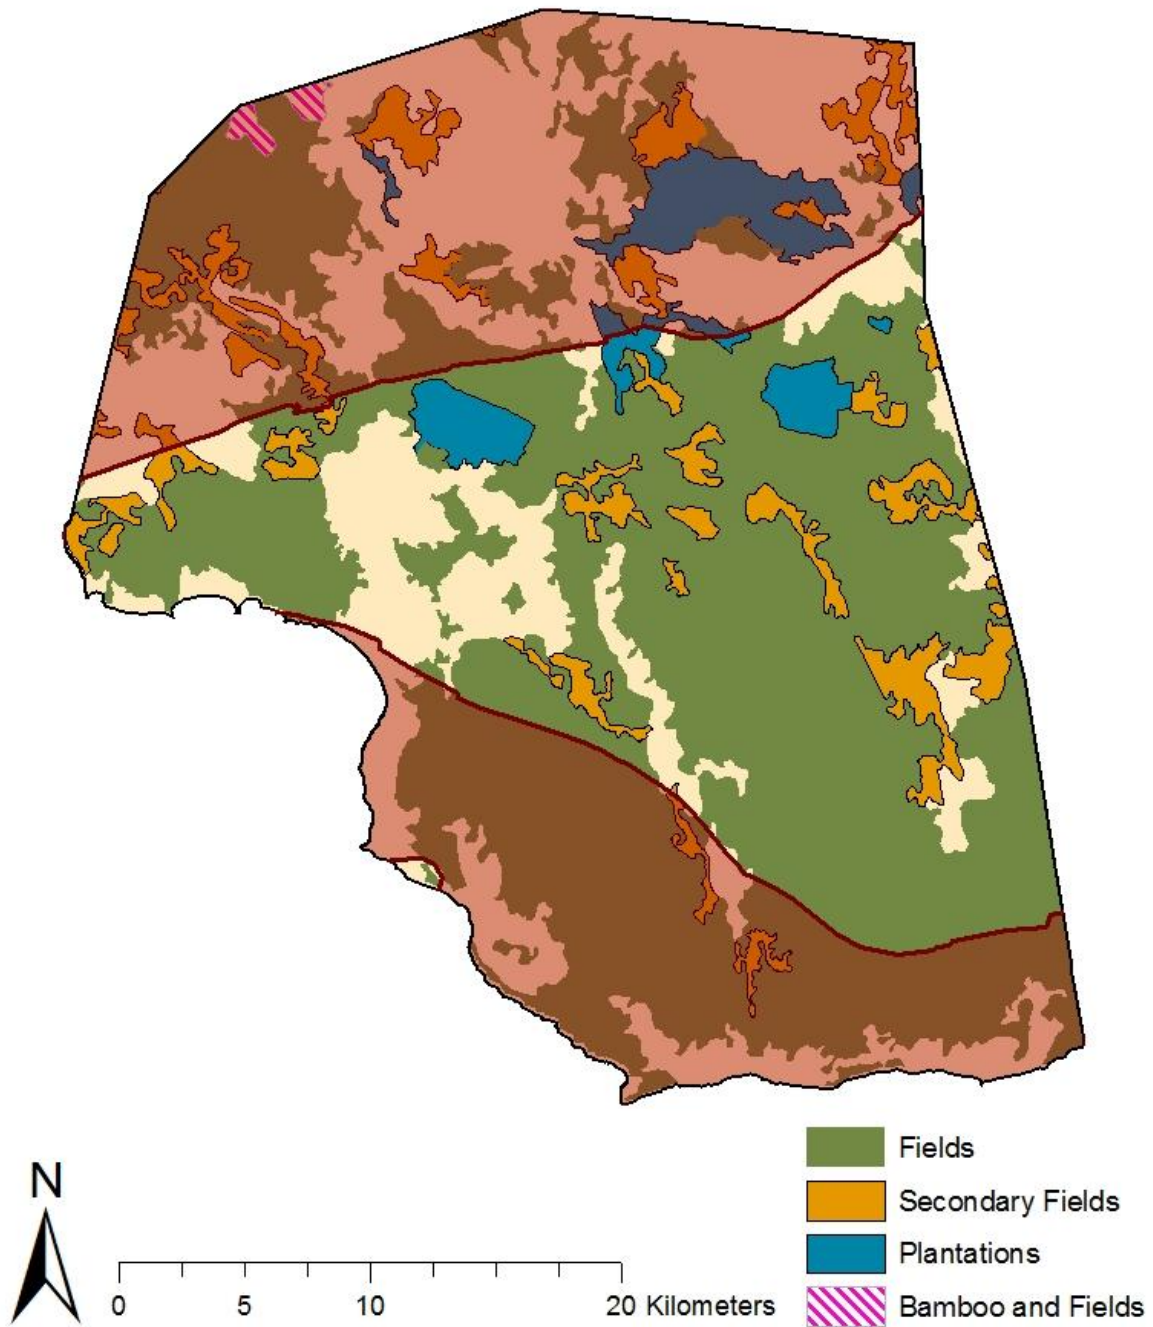 Fields
Secondary Fields
Plantations
Bamboo and Fields
N
0 5 10 20 Kilometers